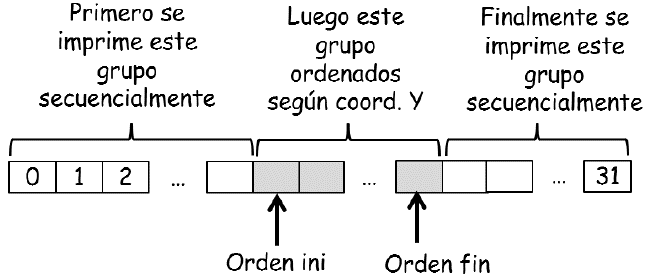 Primero se
imprime este
grupo
secuencialmente
Luego este
grupo
ordenados
según coord. Y
Finalmente se
imprime este
grupo
secuencialmente
0 1 2 ... ... ... 31
Orden ini
Orden fin